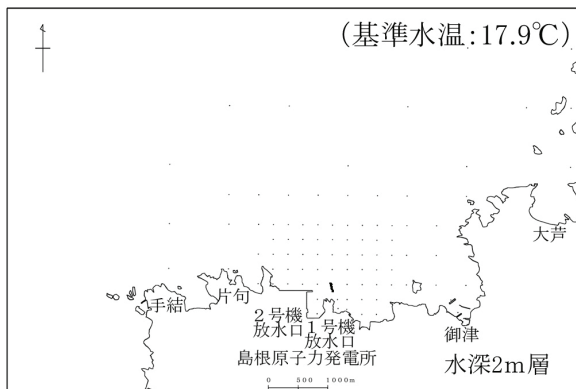 (基準水温:17.9℃)
大芦
手結
片句
2号機
放水口
1号機
放水口
御津
島根原子力発電所
水深2m層
0 500 1000m